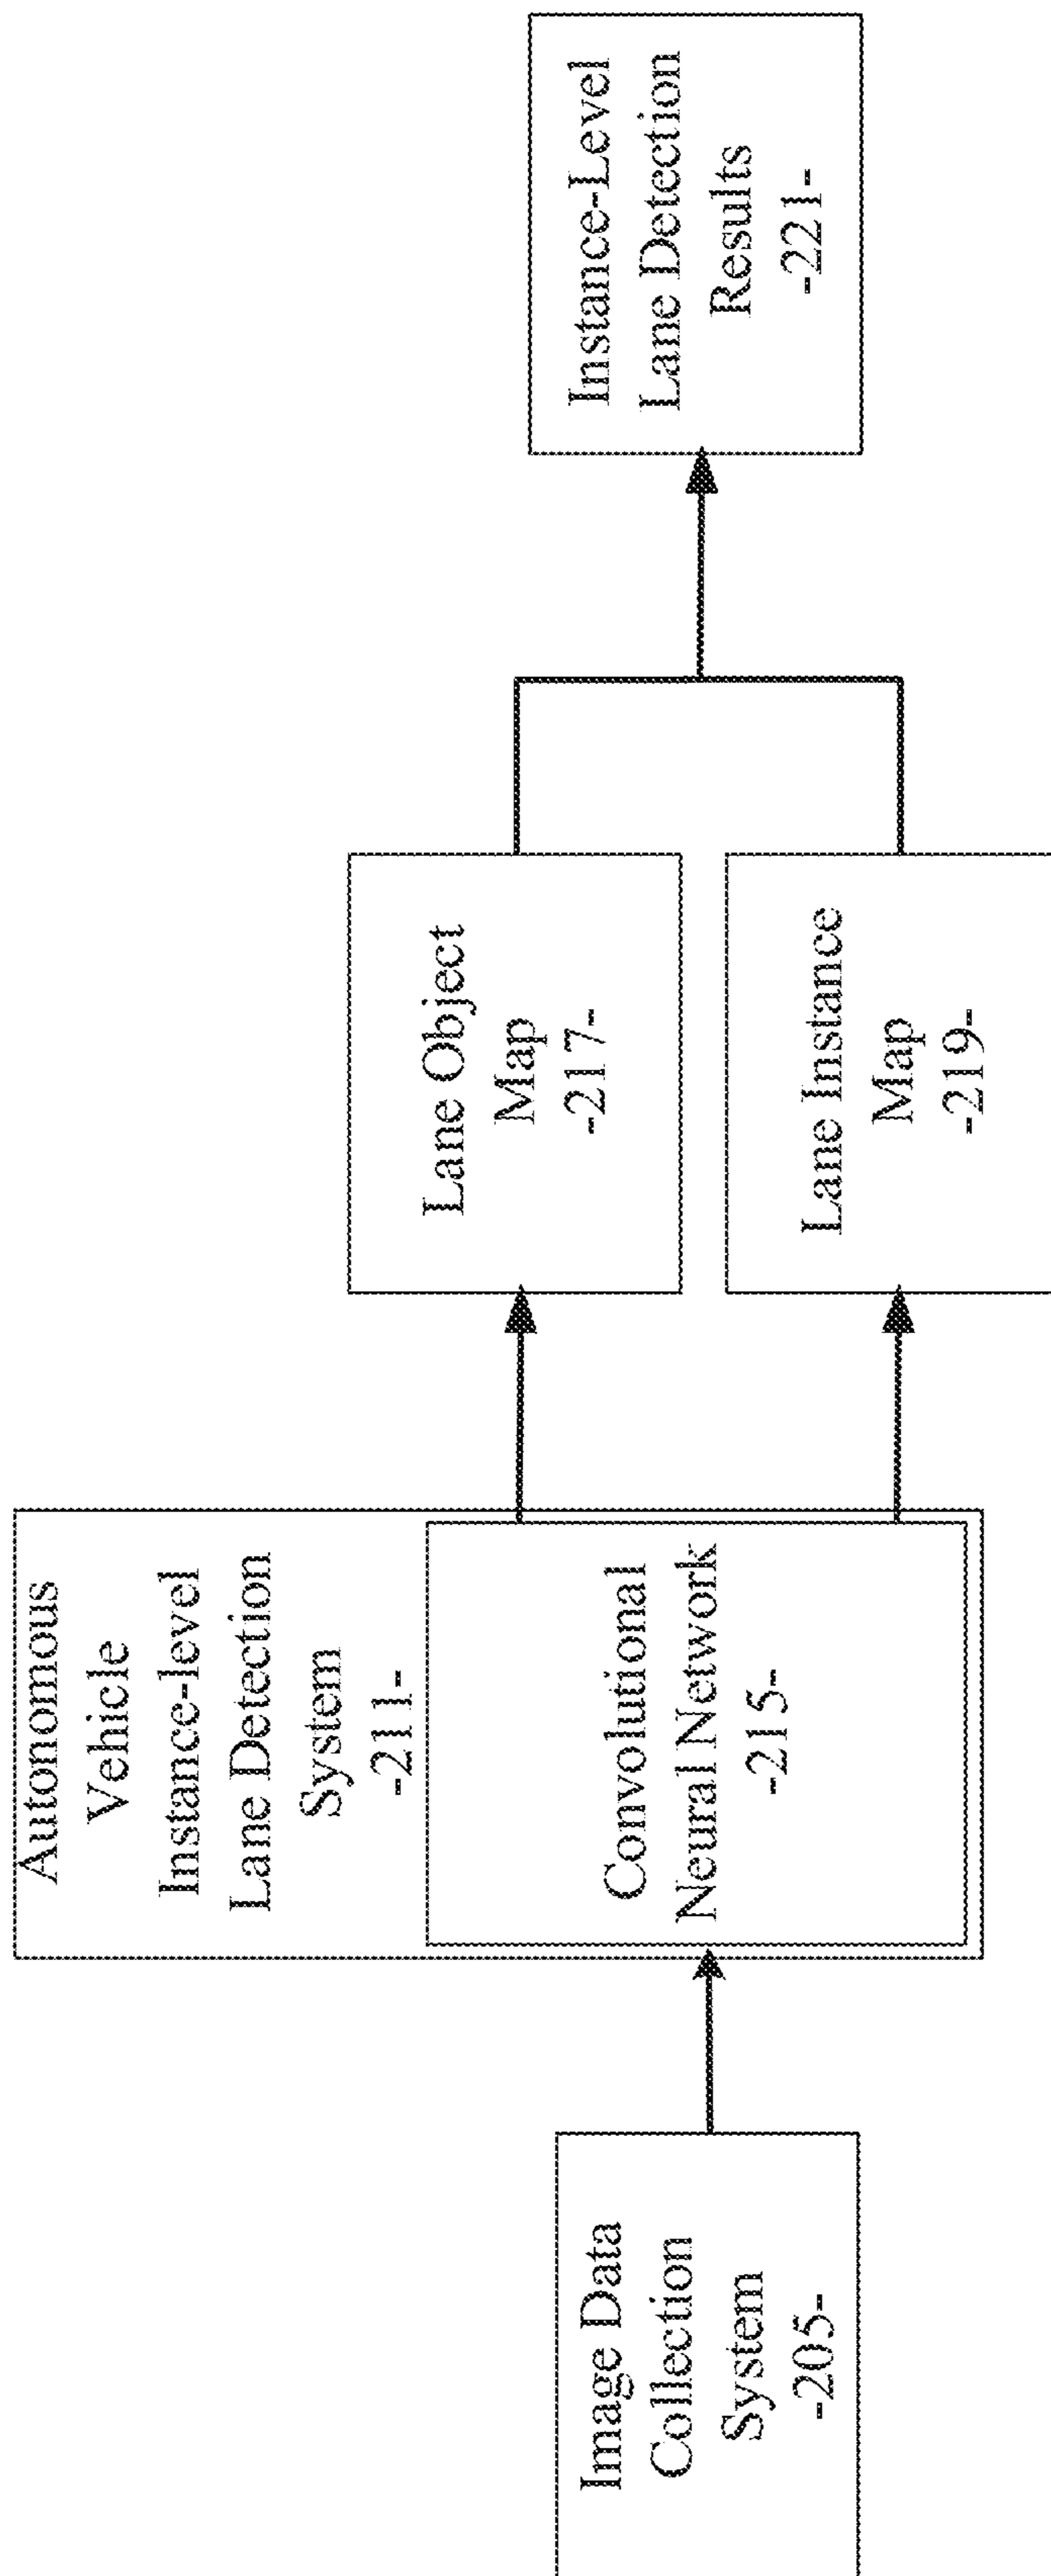 Image Data
Collection
System
-205-
Autonomous
Vehicle
Instance-level
Lane Detection
System
-211-
Convolutional
Neural Network
-215-
Lane Object
Map
-217-
Lane Instance
Map
-219-
Instance-Level
Lane Detection
Results
-221-